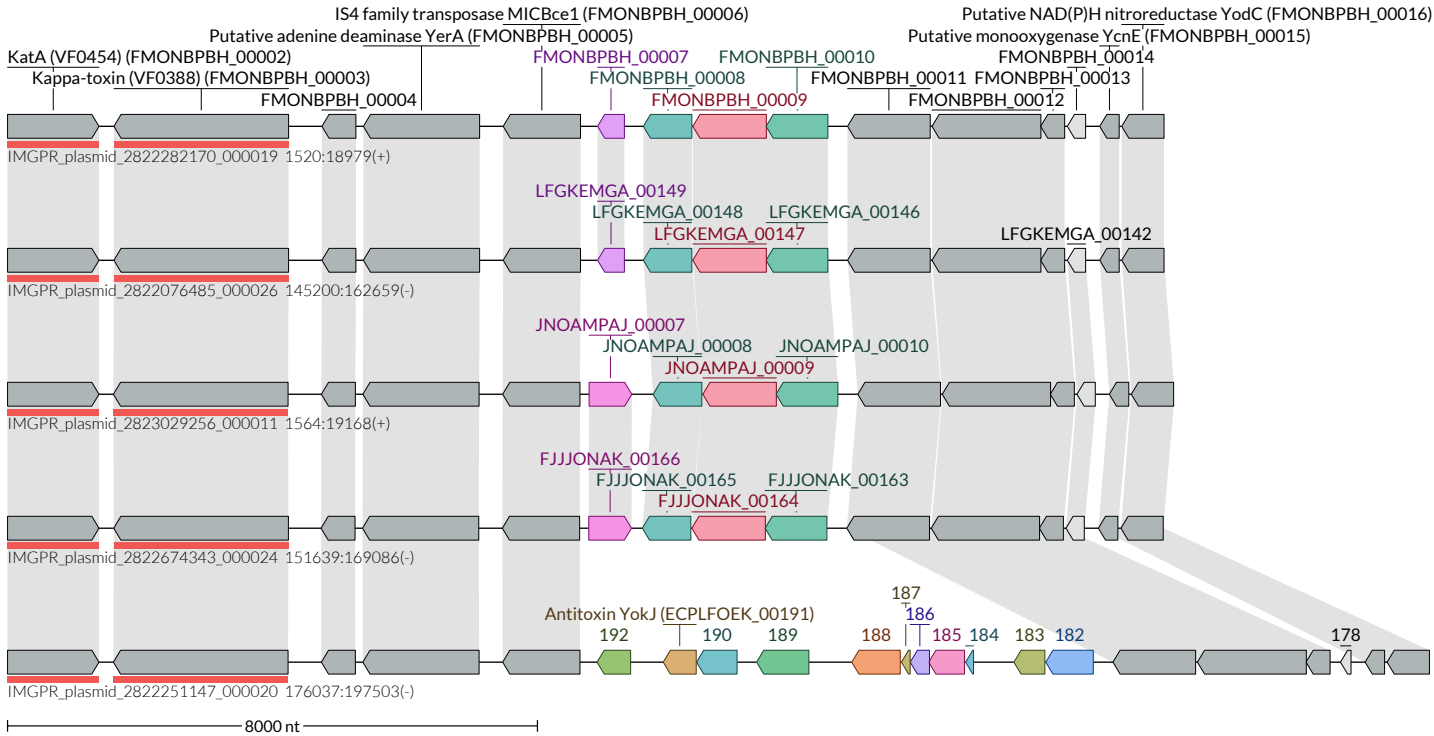 IS4 family transposase MICBce1 (FMONBPBH_00006)
Putative NAD(P)H nitroreductase YodC (FMONBPBH_00016)
Putative adenine deaminase YerA (FMONBPBH_00005)
Putative monooxygenase YcnE (FMONBPBH_00015)
KatA (VF0454) (FMONBPBH_00002)
FMONBPBH_00007
FMONBPBH_00010
FMONBPBH_00014
Kappa-toxin (VF0388) (FMONBPBH_00003)
FMONBPBH_00008
FMONBPBH_00011
FMONBPBH_00013
FMONBPBH_00004
FMONBPBH_00009
FMONBPBH_00012
IMGPR_plasmid_2822282170_000019 1520:18979(+)
LFGKEMGA_00149
LFGKEMGA_00148
LFGKEMGA_00146
LFGKEMGA_00147
LFGKEMGA_00142
IMGPR_plasmid_2822076485_000026 145200:162659(-)
JNOAMPAJ_00007
JNOAMPAJ_00008
JNOAMPAJ_00010
JNOAMPAJ_00009
IMGPR_plasmid_2823029256_000011 1564:19168(+)
FJJJONAK_00166
FJJJONAK_00165
FJJJONAK_00163
FJJJONAK_00164
IMGPR_plasmid_2822674343_000024 151639:169086(-)
187
Antitoxin YokJ (ECPLFOEK_00191)
186
192
190
189
188
185
184
183
182
178
IMGPR_plasmid_2822251147_000020 176037:197503(-)
8000 nt